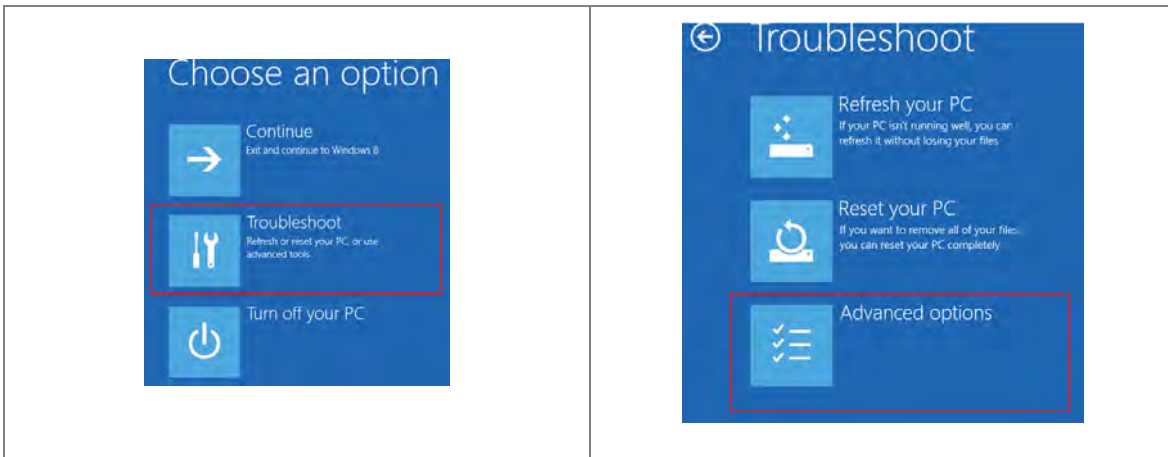 Choose an option
Continue
Exit and continue to Windows 8
Troubleshoot
Refresh or reset your PC, or use
advanced tools
Turn off your PC
Troubleshoot
Refresh your PC
If your PC isn't running well, you can
refresh it without losing your files
Reset your PC
If you want to remove all of your files
you can reset your PC completely
Advanced options